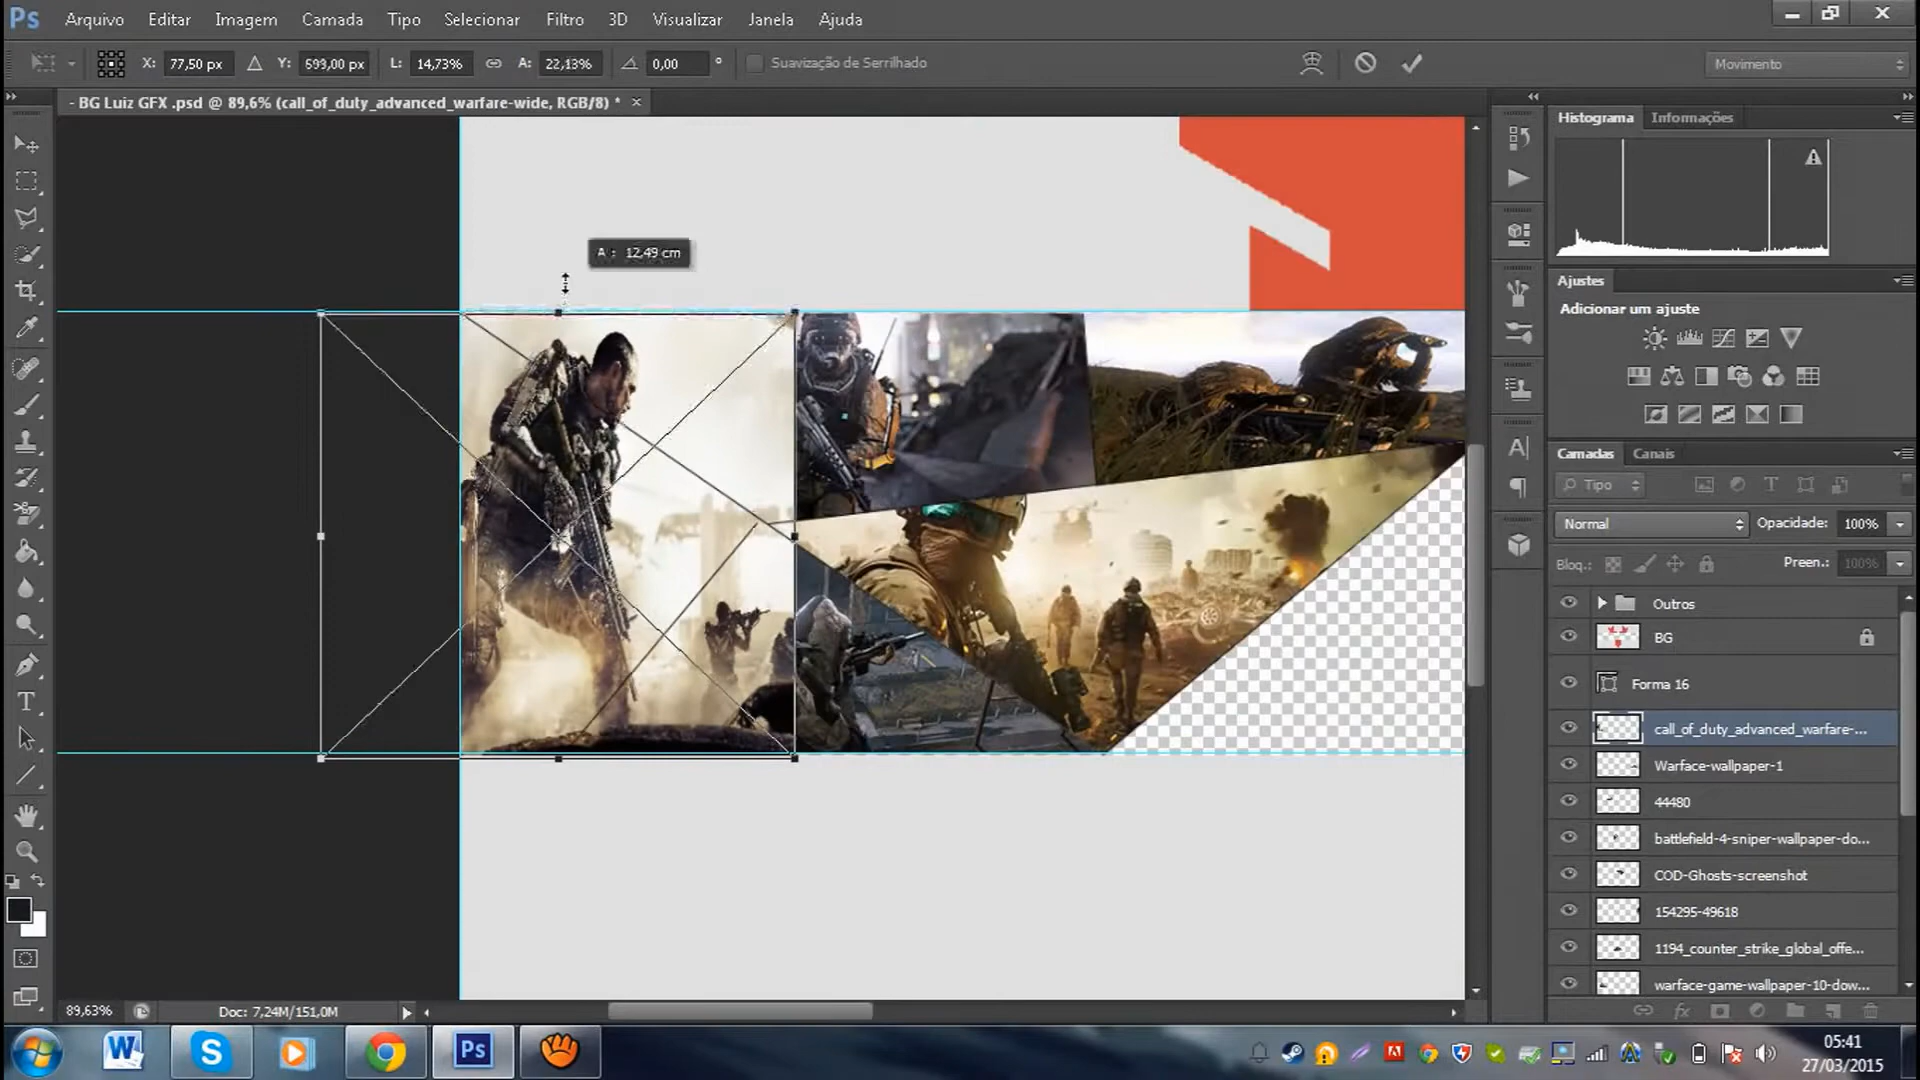 Ps Arquivo Editar Imagem Camada Tipo Selecionar Filtro 3D Visualizar Janela Ajuda
X: 77,50 px Y: 593,00 px L: 14,73% A: 22,13% 0,00 ° Suavização de Serrilhado Movimento
- BG Luiz GFX .psd @ 89,6% (call_of_duty_advanced_warfare-wide, RGB/8) *
Histograma Informações
A : 12,49 cm
Ajustes
Adicionar um ajuste
Camadas Canais
Tipo
Normal Opacidade: 100%
Bloq.: Preen.: 100%
Outros
BG
Forma 16
call_of_duty_advanced_warfare-...
Warface-wallpaper-1
44480
battlefield-4-sniper-wallpaper-do...
COD-Ghosts-screenshot
154295-49618
1194_counter_strike_global_offe...
warface-game-wallpaper-10-dow...
89,63% Doc: 7,24M/151,0M
Ps
05:41
27/03/2015